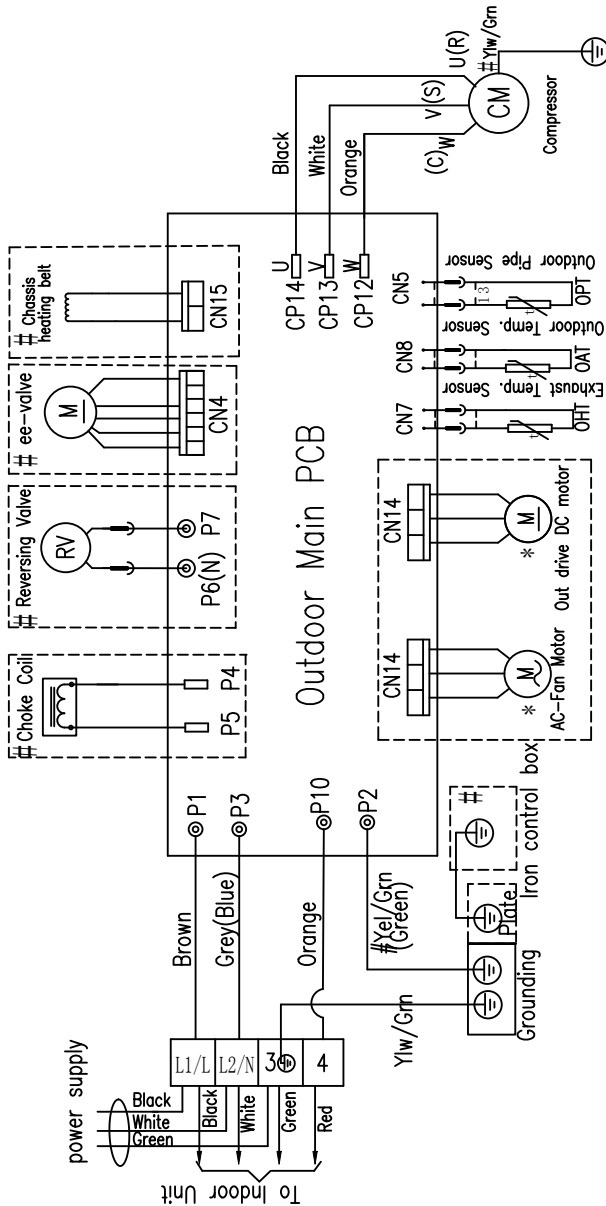 power supply
Black
White
Green
To Indoor Unit
Black
White
Green
Red
L1/L
L2/N
3
4
Brown
Grey(Blue)
Orange
#Yel/Grn
(Green)
Ylw/Grn
Grounding
Plate
Iron control box
#
P1
P3
P10
P2
# Choke Coil
P5
P4
# Reversing Valve
RV
P6(N)
P7
# ee-valve
M
CN4
# Chassis
heating belt
CN15
Outdoor Main PCB
CN14
M
*
AC-Fan Motor
CN14
M
*
Out drive DC motor
CP14
U
CP13
V
CP12
W
Black
White
Orange
U(R)
V (S)
(C)W
#Ylw/Grn
CM
Compressor
CN7
CN8
CN5
Exhaust Temp. Sensor
Outdoor Temp. Sensor
Outdoor Pipe Sensor
1 3
t
t
t
OHT
OAT
OPT